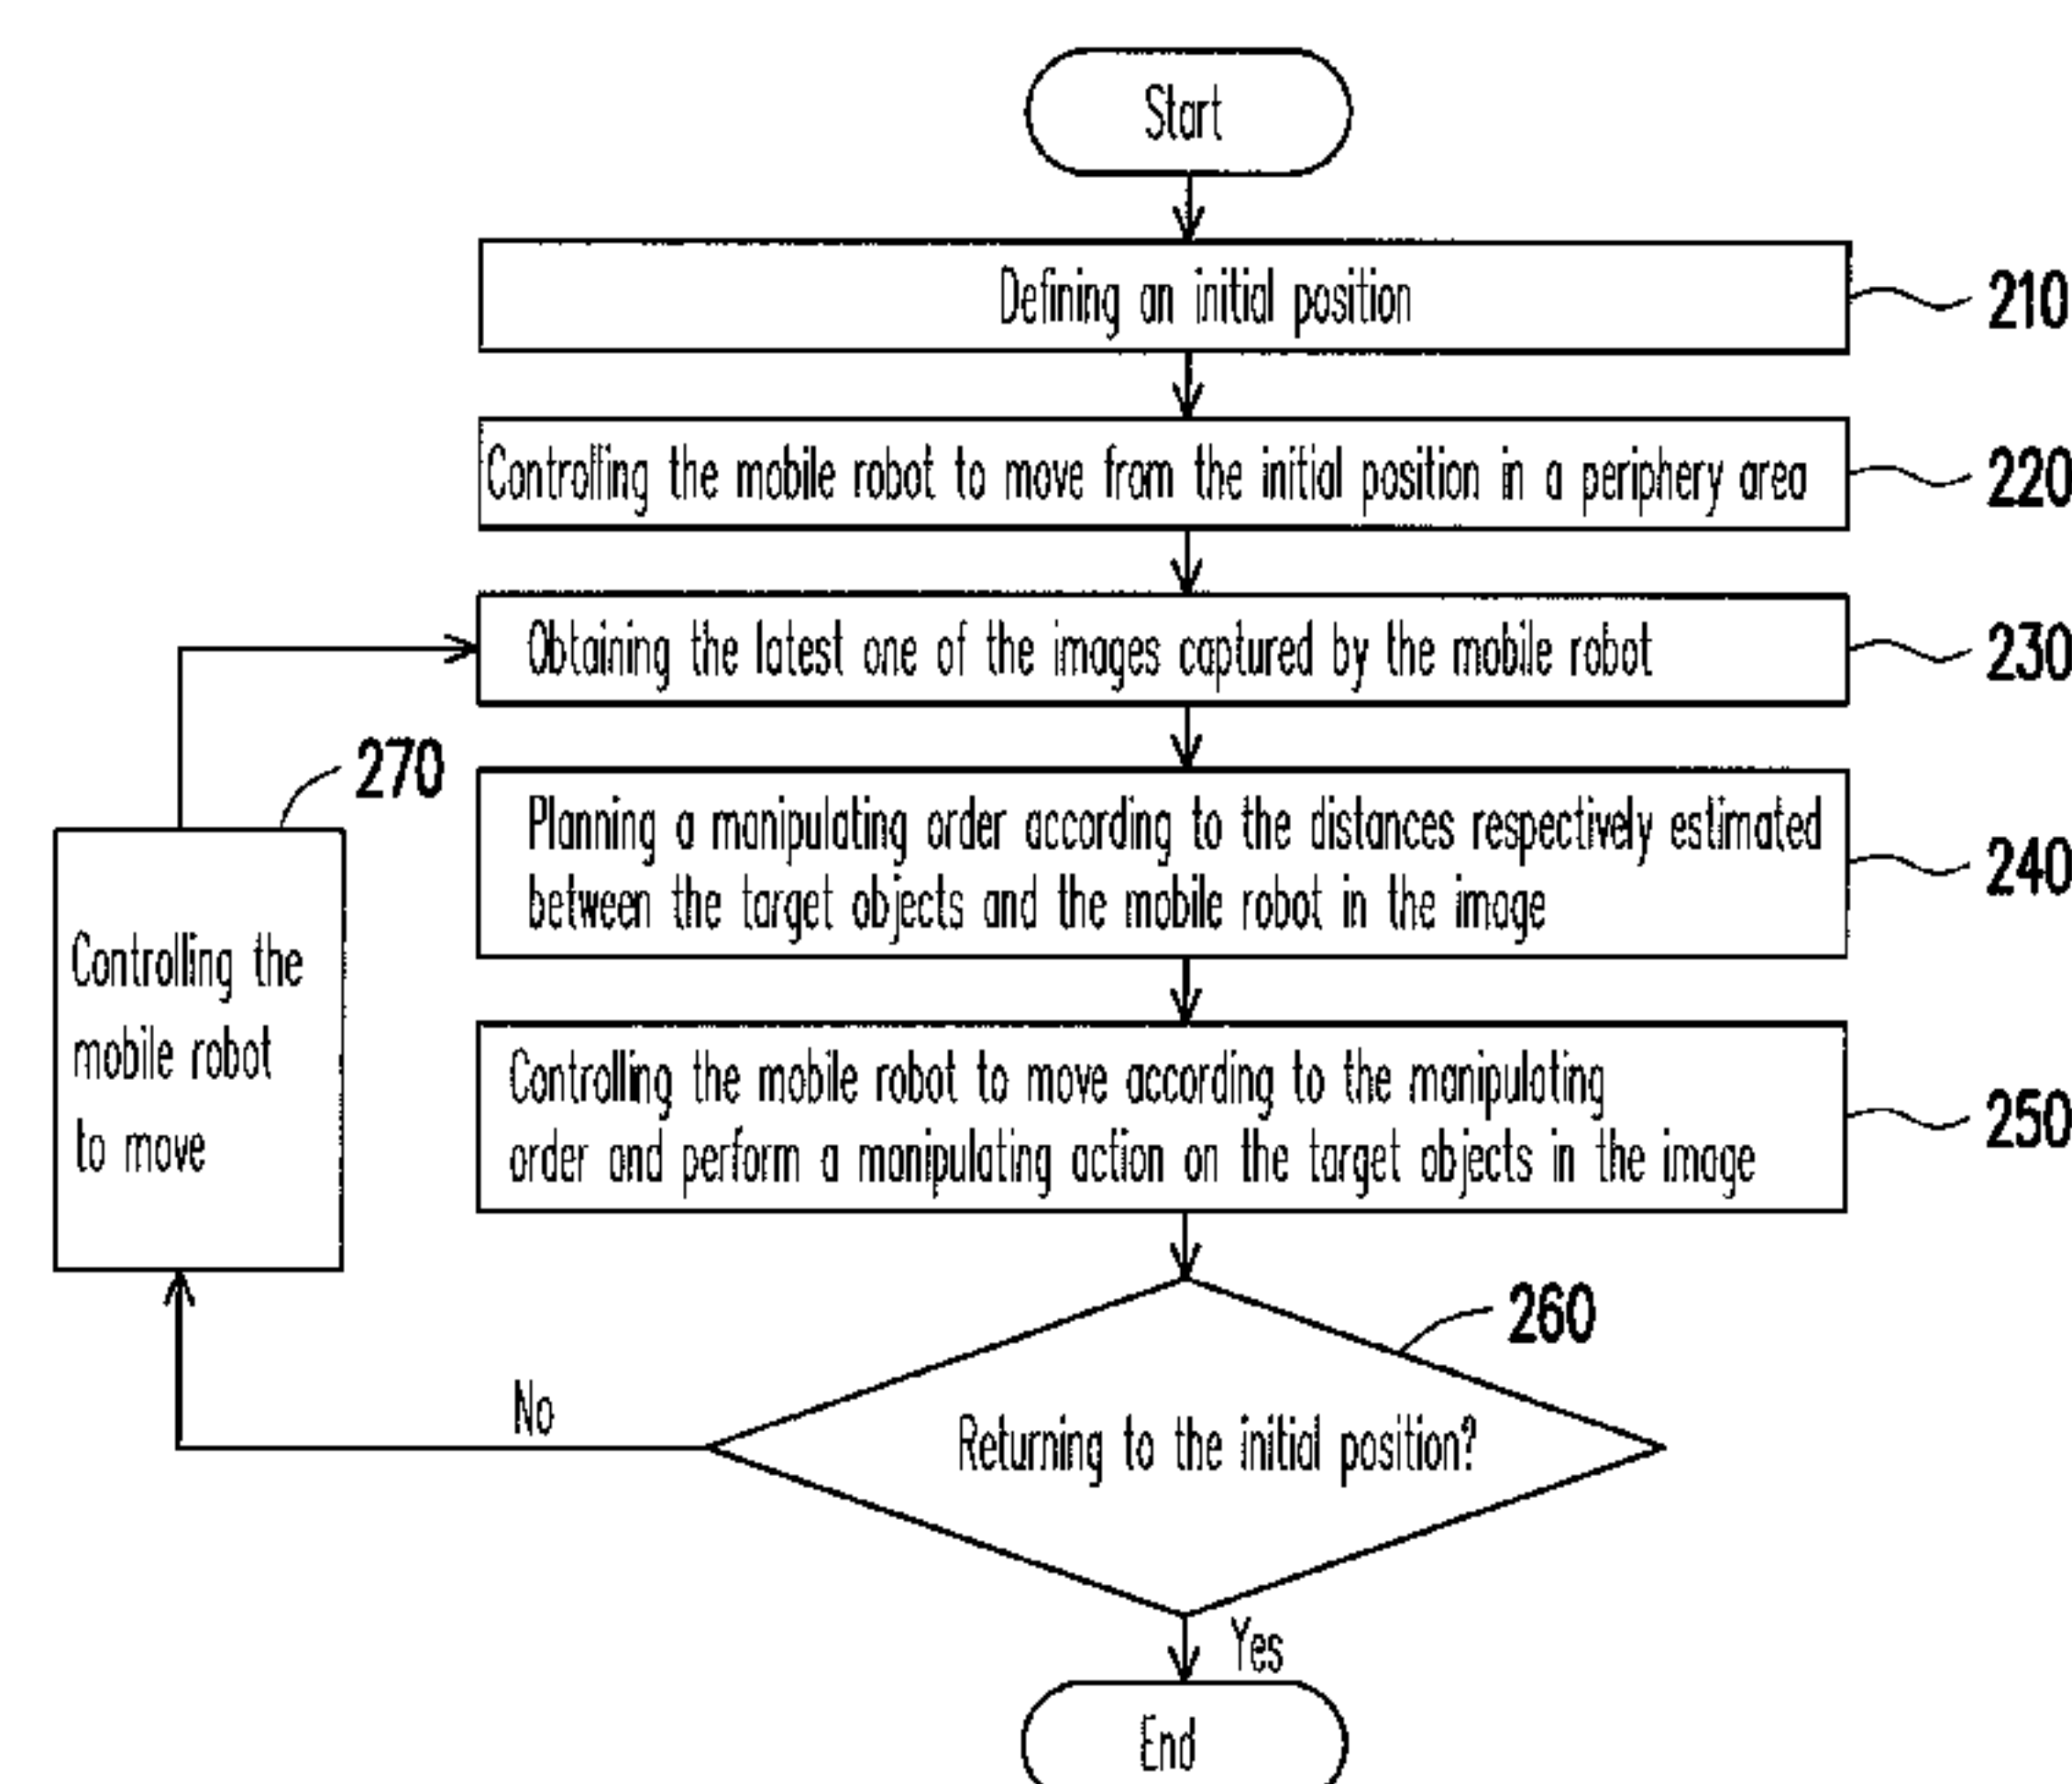 Start
Defining an initial position
210
Controlling the mobile robot to move from the initial position in a periphery area
220
Obtaining the latest one of the images captured by the mobile robot
230
270
Planning a manipulating order according to the distances respectively estimated
between the target objects and the mobile robot in the image
240
Controlling the
mobile robot
to move
Controlling the mobile robot to move according to the manipulating
order and perform a manipulating action on the target objects in the image
250
260
No
Returning to the initial position?
Yes
End